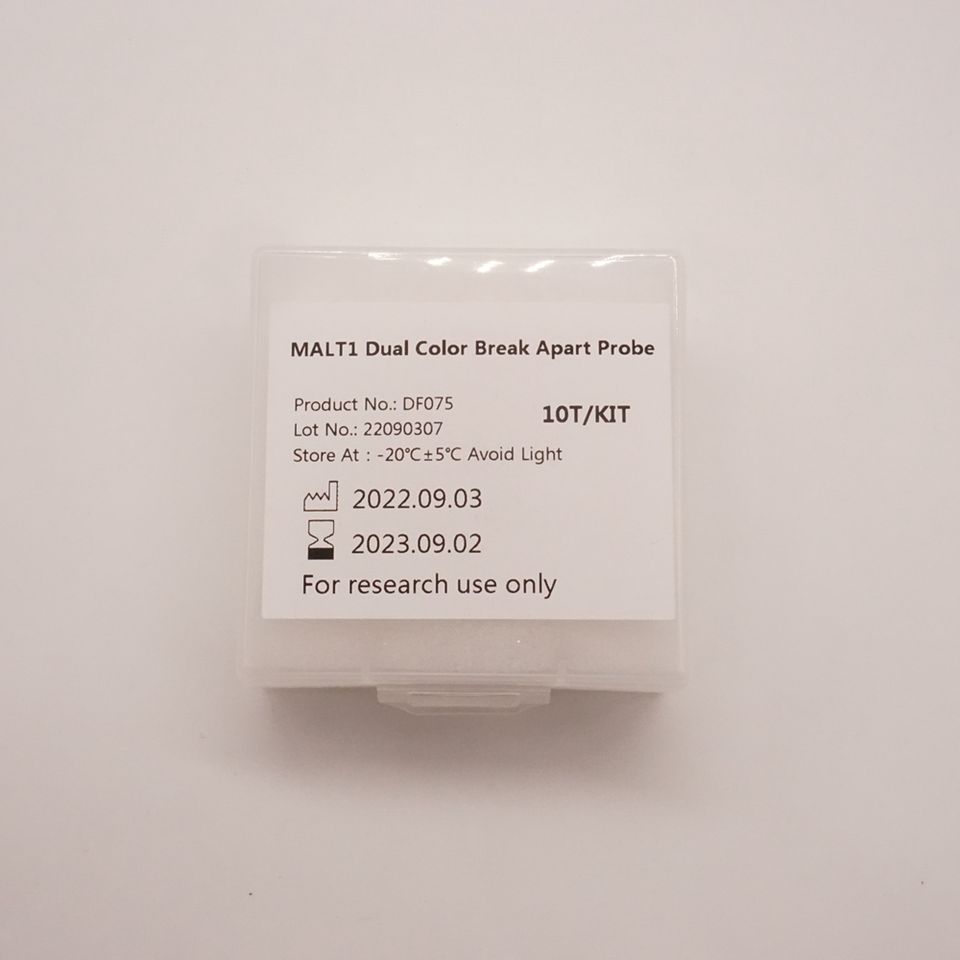 MALT1 Dual Color Break Apart Probe
Product No.: DF075
10T/KIT
Lot No.: 22090307
Store At : -20℃±5℃ Avoid Light
2022.09.03
2023.09.02
For research use only